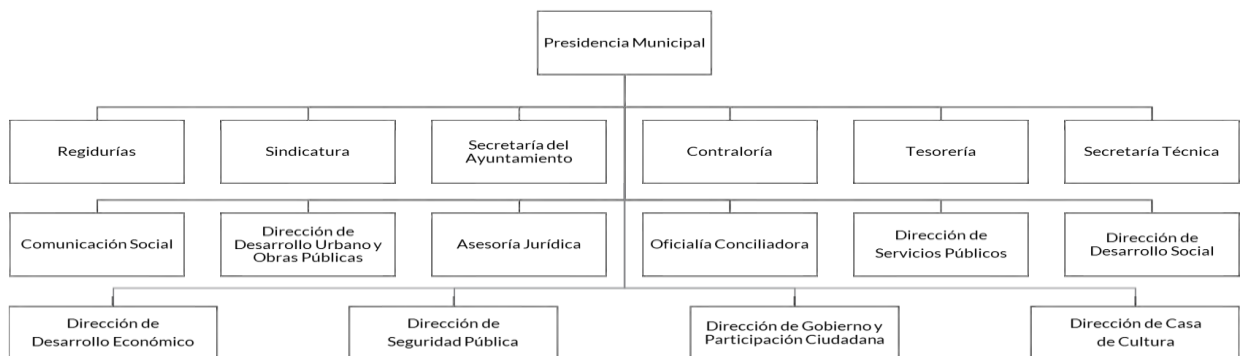 Presidencia Municipal
Regidurías
Sindicatura
Secretaría del
Ayuntamiento
Contraloría
Tesorería
Secretaría Técnica
Comunicación Social
Dirección de
Desarrollo Urbano y
Obras Públicas
Asesoría Jurídica
Oficialía Conciliadora
Dirección de
Servicios Públicos
Dirección de
Desarrollo Social
Dirección de
Desarrollo Económico
Dirección de
Seguridad Pública
Dirección de Gobierno y
Participación Ciudadana
Dirección de Casa
de Cultura